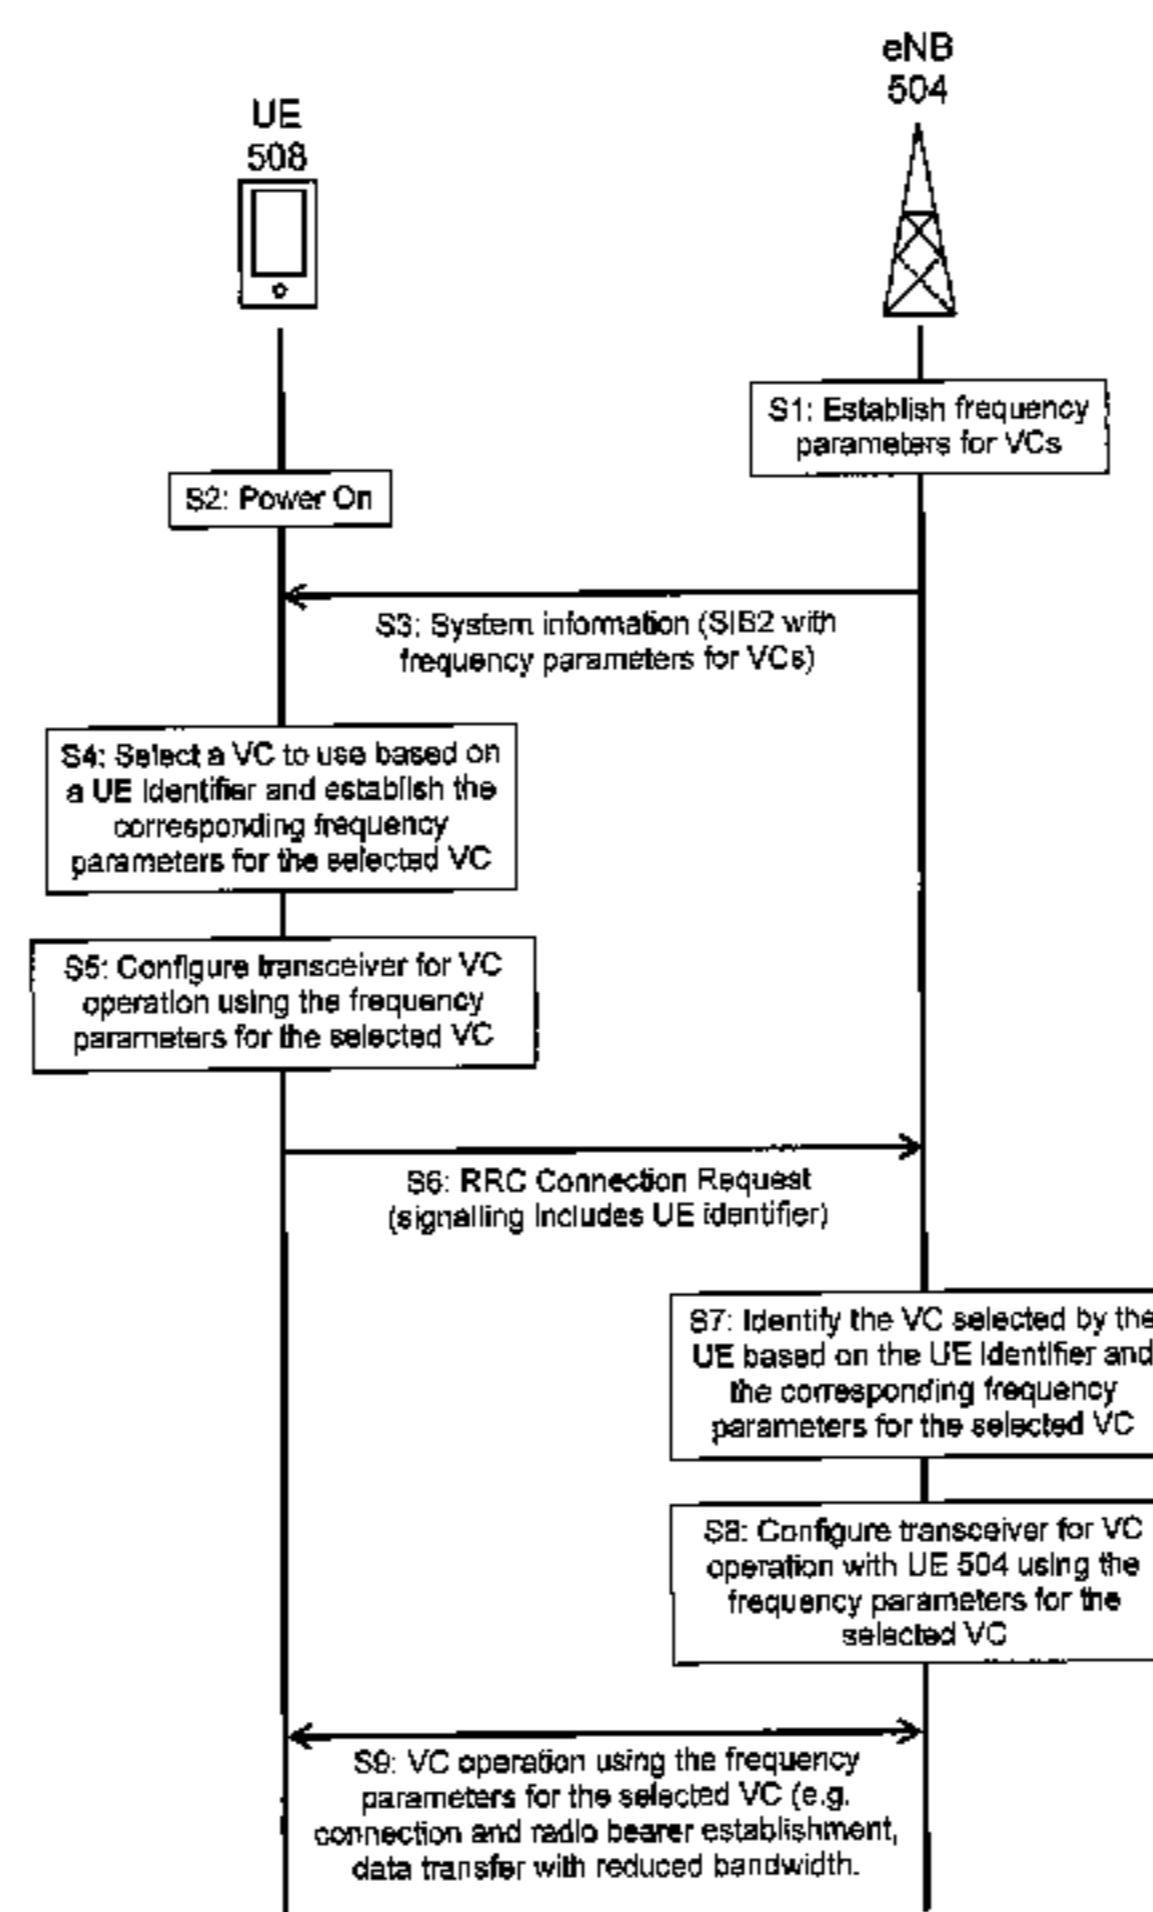 eNB
504
UE
508
S1: Establish frequency
parameters for VCs
S2: Power On
S3: System information (SIB2 with
frequency parameters for VCs)
S4: Select a VC to use based on
a UE identifier and establish the
corresponding frequency
parameters for the selected VC
S5: Configure transceiver for VC
operation using the frequency
parameters for the selected VC
S6: RRC Connection Request
(signalling includes UE identifier)
S7: Identify the VC selected by the
UE based on the UE identifier and
the corresponding frequency
parameters for the selected VC
S8: Configure transceiver for VC
operation with UE 504 using the
frequency parameters for the
selected VC
S9: VC operation using the frequency
parameters for the selected VC (e.g.
connection and radio bearer establishment,
data transfer with reduced bandwidth.